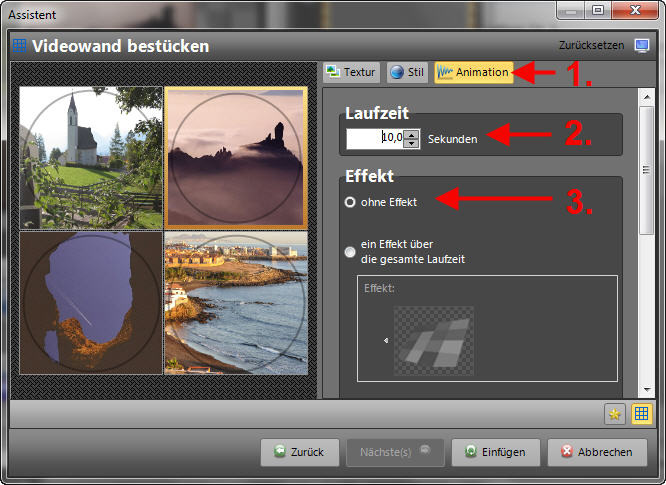 Assistent
Videowand bestücken
Zurücksetzen
Textur
Stil
Animation
1.
Laufzeit
10,0
Sekunden
2.
Effekt
ohne Effekt
3.
ein Effekt über
die gesamte Laufzeit
Effekt:
Zurück
Nächste(s)
Einfügen
Abbrechen